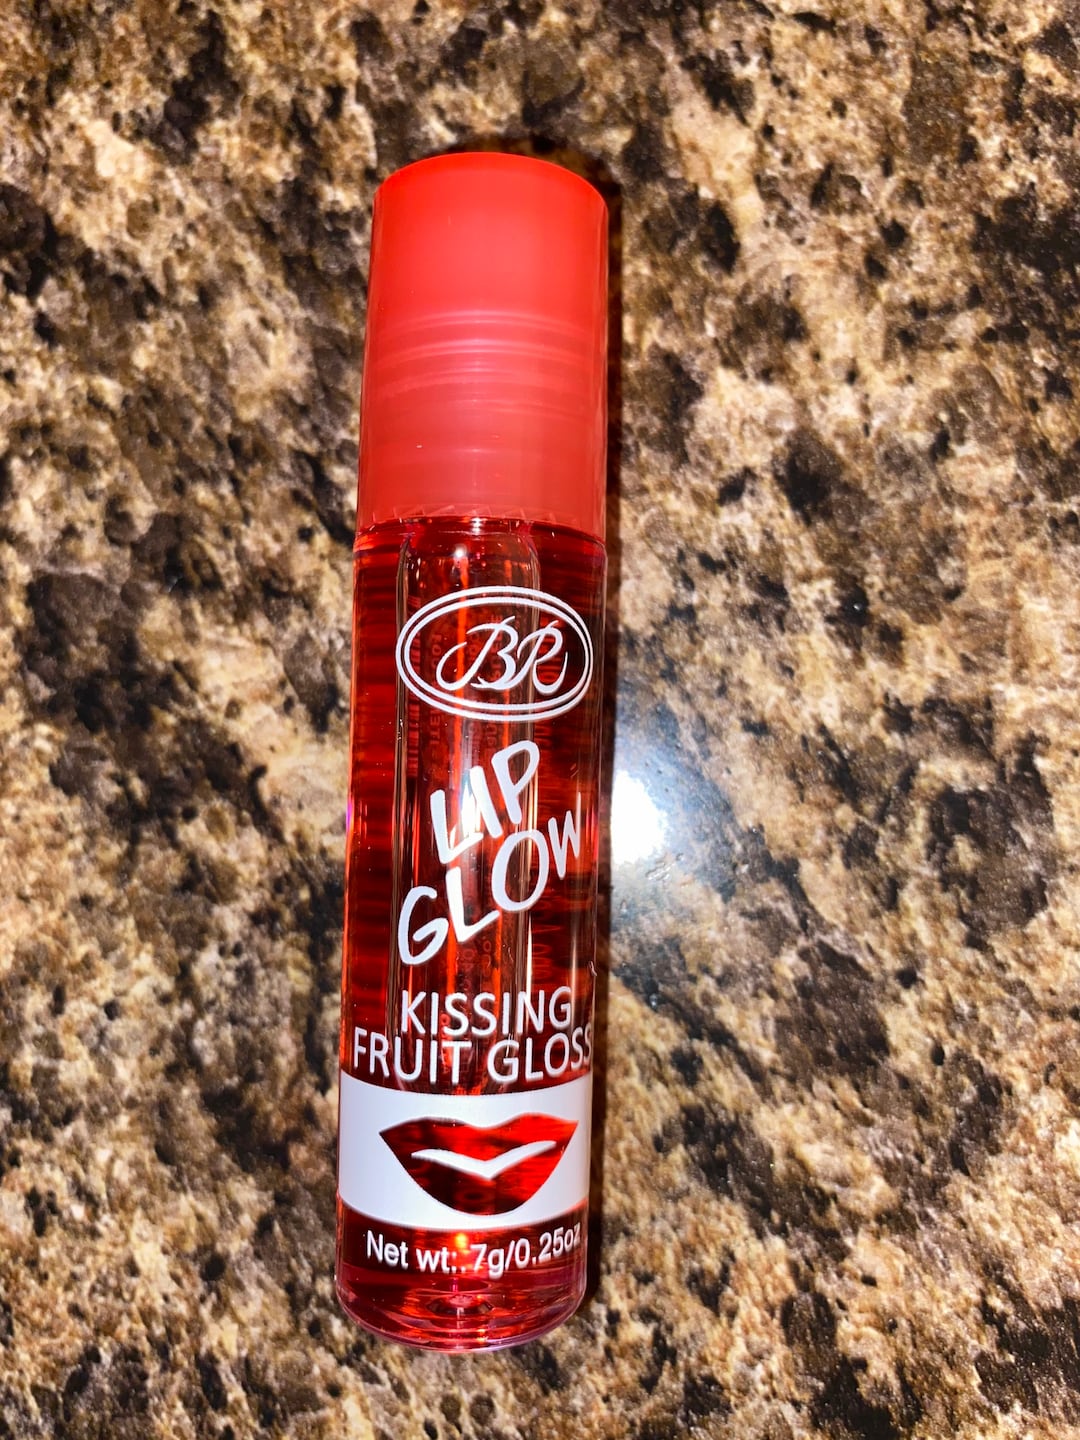 BR
LIP
GLOW
KISSING
FRUIT GLOSS
Net wt:.7g/0.25oz